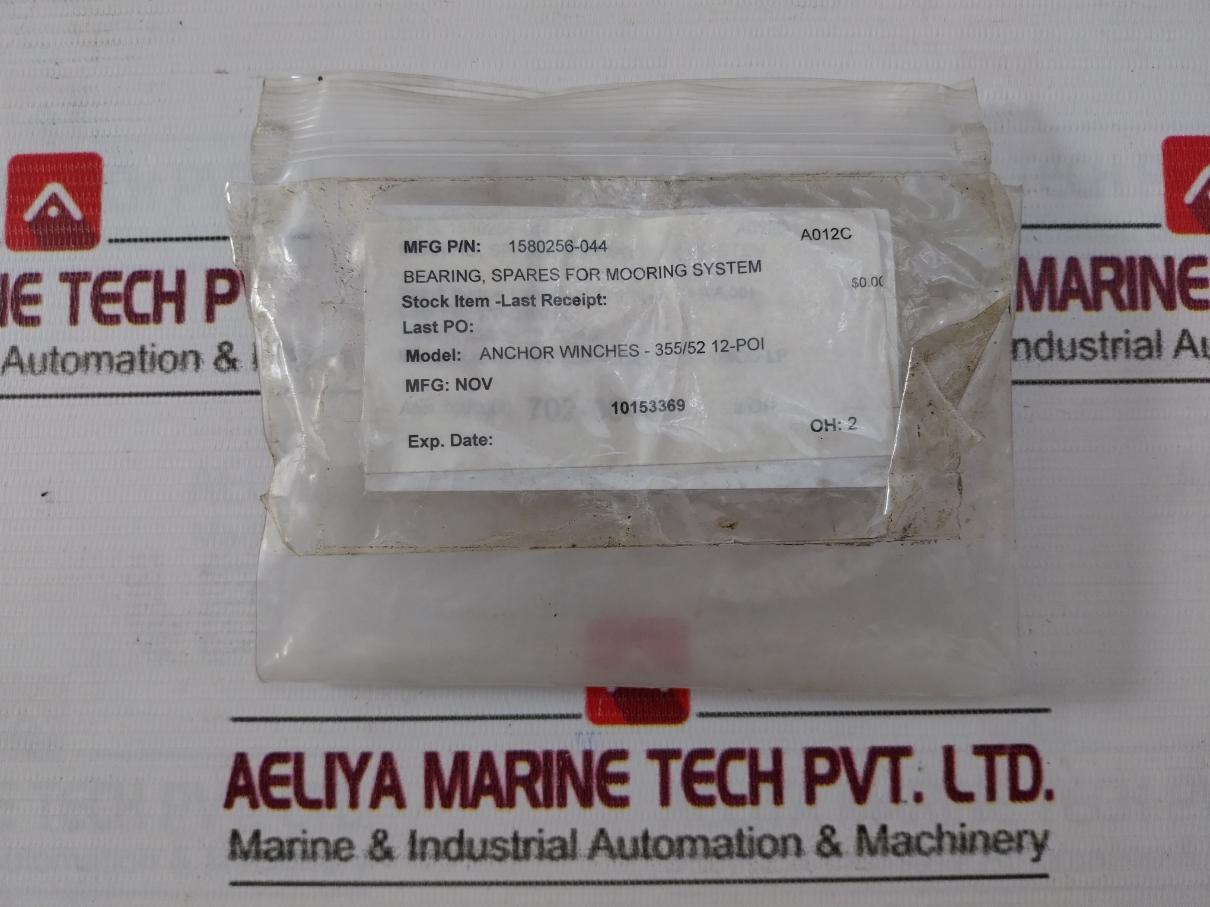 MFG P/N: 1580256-044 A012C
BEARING, SPARES FOR MOORING SYSTEM
$0.00
Stock Item -Last Receipt:
Last PO:
Model: ANCHOR WINCHES - 355/52 12-POI
MFG: NOV
10153369
Exp. Date:
OH: 2
NE TECH P
Automation &
MARINE
ndustrial Au
AELIYA MARINE TECH PVT. LTD.
Marine & Industrial Automation & Machinery